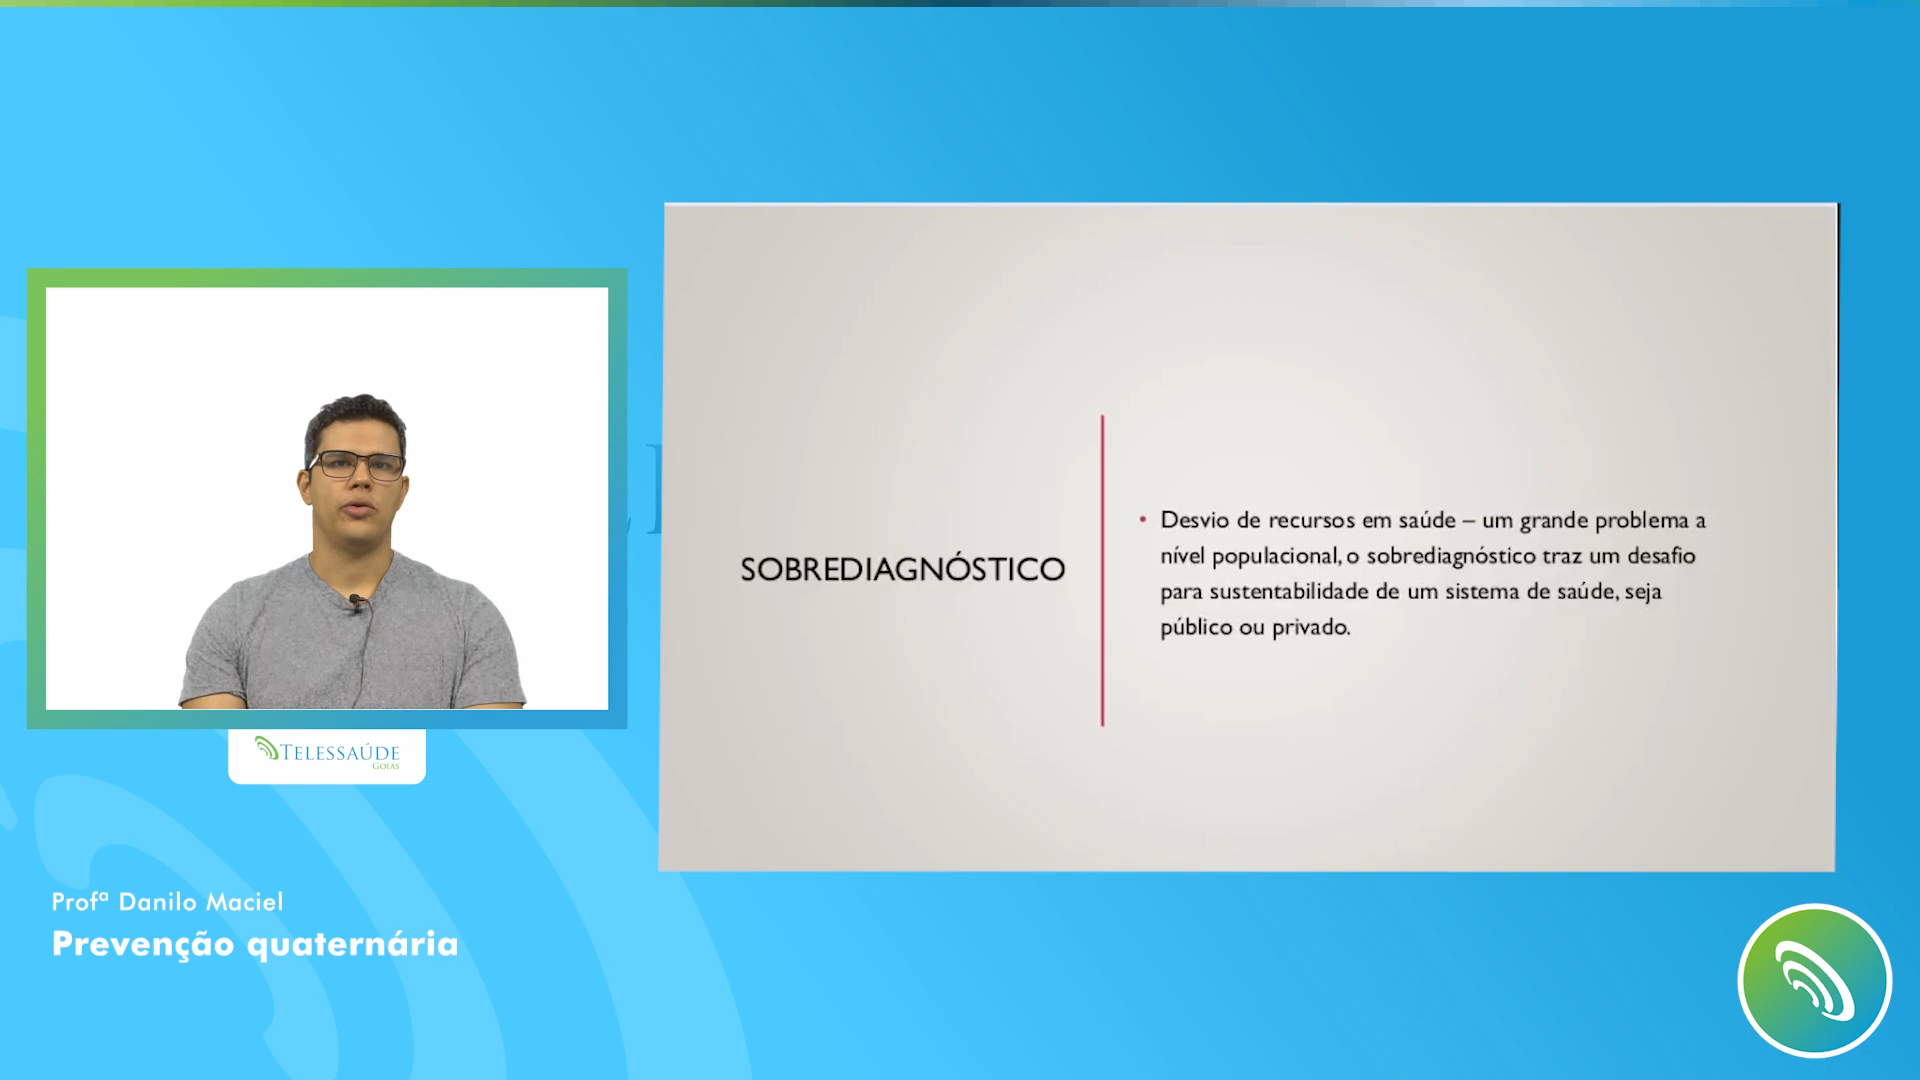 SOBREDIAGNÓSTICO
• Desvio de recursos em saúde – um grande problema a
nível populacional, o sobrediagnóstico traz um desafio
para sustentabilidade de um sistema de saúde, seja
público ou privado.
TELESSAÚDE
GOIÁS
Profª Danilo Maciel
Prevenção quaternária